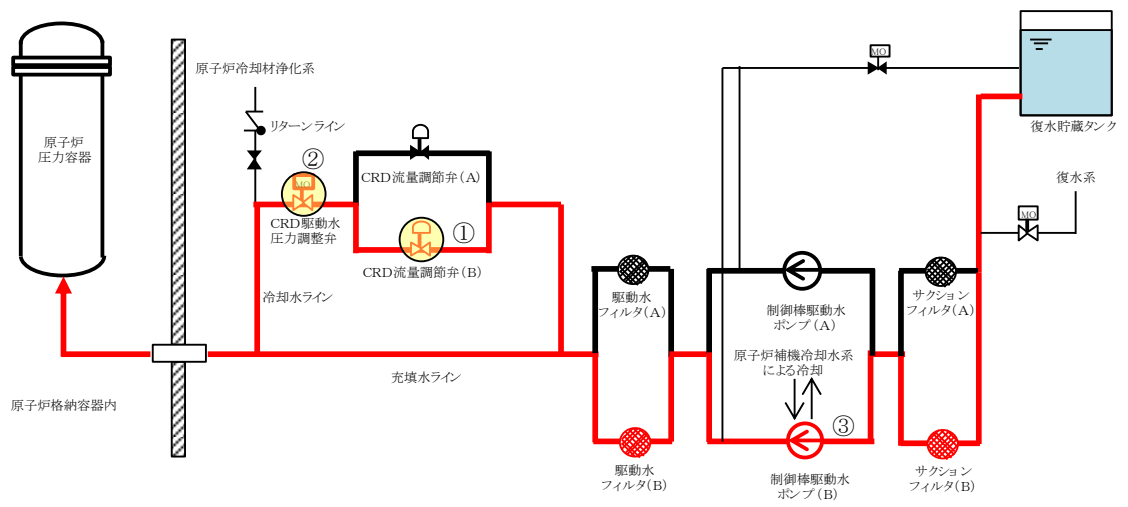 原子炉
圧力容器
原子炉冷却材浄化系
リターンライン
②
MO
CRD駆動水
圧力調整弁
CRD流量調節弁(A)
①
CRD流量調節弁(B)
冷却水ライン
充填水ライン
原子炉格納容器内
駆動水
フィルタ(A)
駆動水
フィルタ(B)
制御棒駆動水
ポンプ(A)
原子炉補機冷却水系
による冷却
③
制御棒駆動水
ポンプ(B)
サクション
フィルタ(A)
サクション
フィルタ(B)
MO
復水貯蔵タンク
復水系
MO